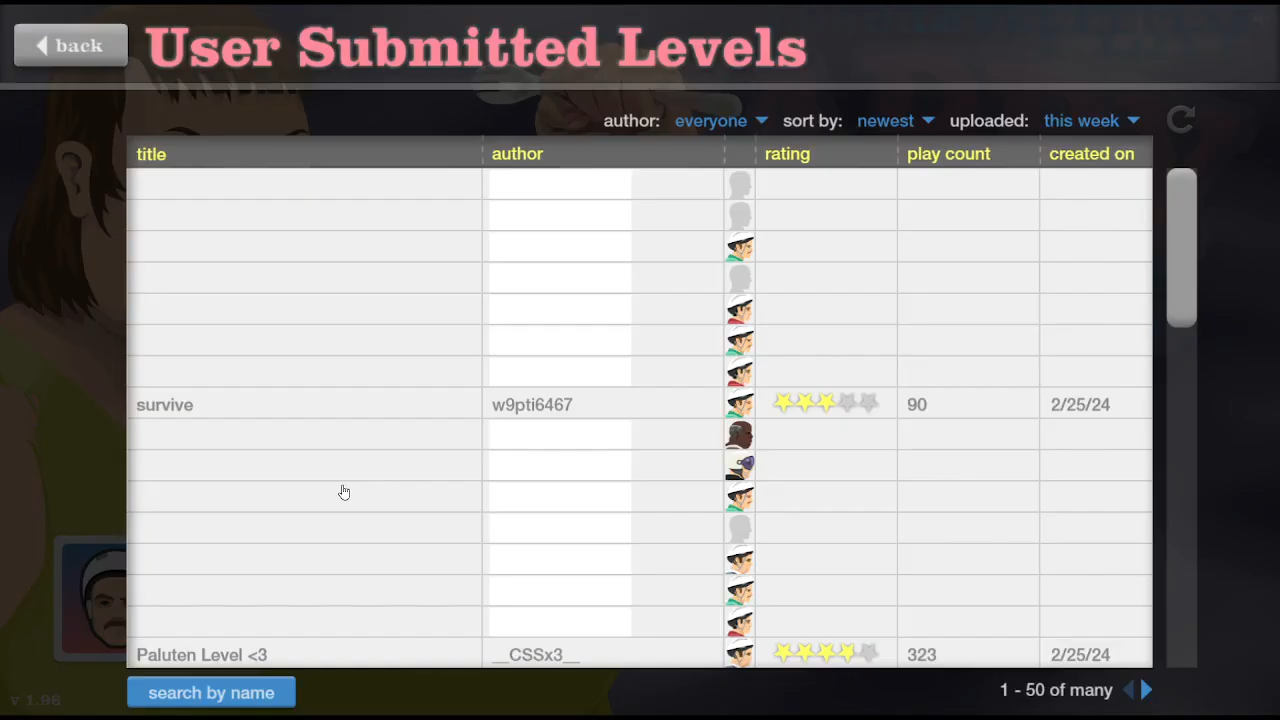 back
User Submitted Levels
author: everyone sort by: newest uploaded: this week
title author rating play count created on
survive w9pti6467 90 2/25/24
Paluten Level <3 __CSSx3__ 323 2/25/24
search by name
1 - 50 of many
v 1.98